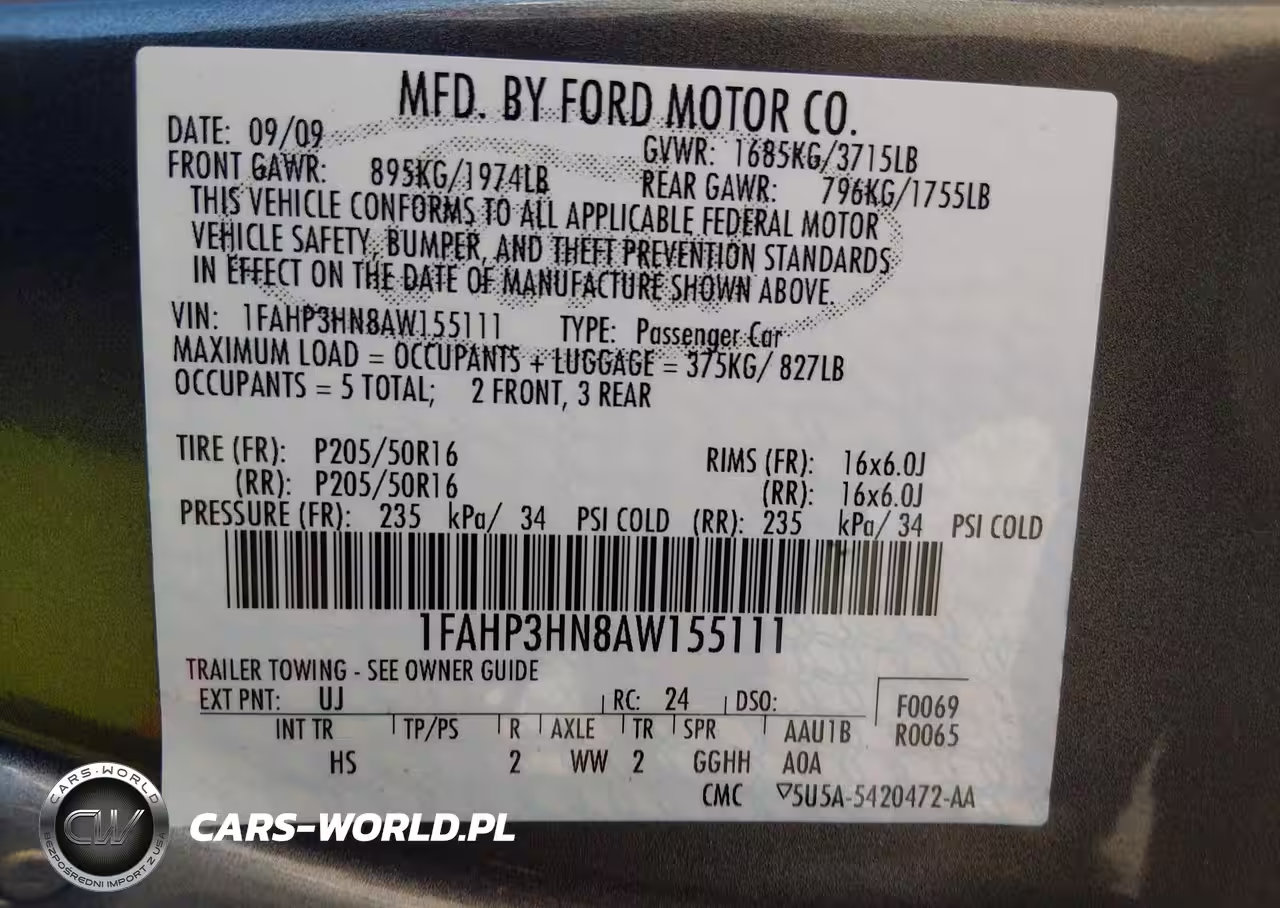 MFD. BY FORD MOTOR CO.
DATE: 09/09
GVWR: 1685KG/3715LB
FRONT GAWR: 895KG/1974LB
REAR GAWR: 796KG/1755LB
THIS VEHICLE CONFORMS TO ALL APPLICABLE FEDERAL MOTOR
VEHICLE SAFETY, BUMPER, AND THEFT PREVENTION STANDARDS
IN EFFECT ON THE DATE OF MANUFACTURE SHOWN ABOVE.
VIN: 1FAHP3HN8AW155111 TYPE: Passenger Car
MAXIMUM LOAD = OCCUPANTS + LUGGAGE = 375KG/ 827LB
OCCUPANTS = 5 TOTAL; 2 FRONT, 3 REAR
TIRE (FR): P205/50R16 RIMS (FR): 16x6.0J
(RR): P205/50R16 (RR): 16x6.0J
PRESSURE (FR): 235 kPa/ 34 PSI COLD (RR): 235 kPa/ 34 PSI COLD
1FAHP3HN8AW155111
TRAILER TOWING - SEE OWNER GUIDE
EXT PNT: UJ RC: 24 DSO: F0069
INT TR TP/PS R AXLE TR SPR AAU1B R0065
HS 2 WW 2 GGHH A0A
CMC ▽5U5A-5420472-AA
CARS-WORLD
CW
BEZPOŚREDNI IMPORT Z USA
CARS-WORLD.PL